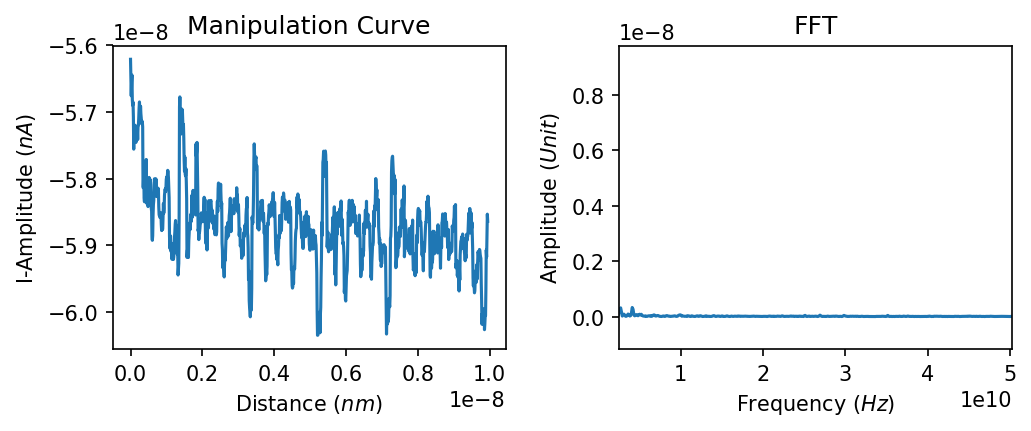 Manipulation Curve
1e−8
−5.6
−5.7
−5.8
−5.9
−6.0
I-Amplitude (nA)
0.0 0.2 0.4 0.6 0.8 1.0
1e−8
Distance (nm)
FFT
1e−8
0.8
0.6
0.4
0.2
0.0
Amplitude (Unit)
1 2 3 4 5
1e10
Frequency (Hz)